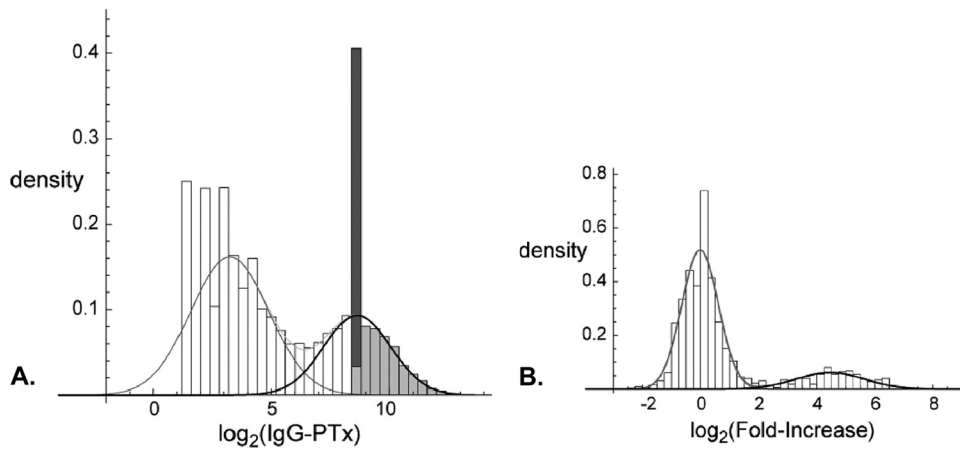 0.4
0.3
density
0.2
0.1
A.
0 5 10
log₂(IgG-PTx)
0.8
0.6
density
0.4
0.2
B.
-2 0 2 4 6 8
log₂(Fold-Increase)